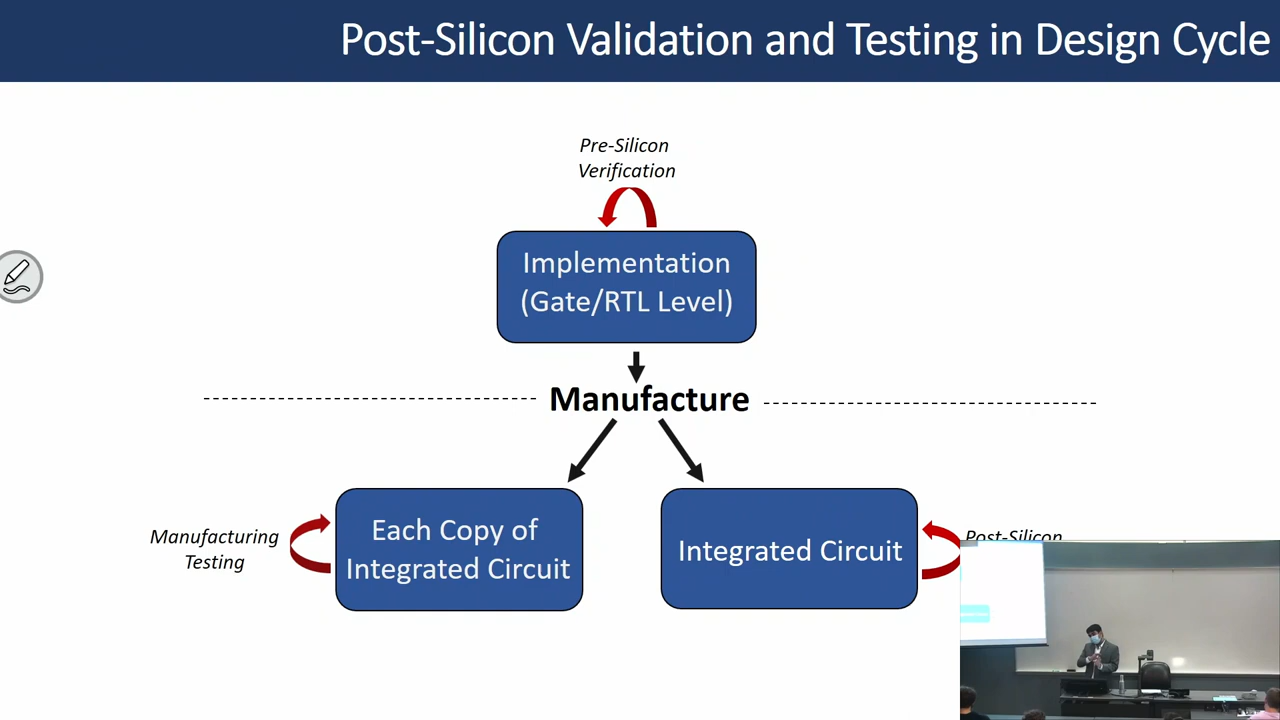 Post-Silicon Validation and Testing in Design Cycle
Pre-Silicon
Verification
Implementation
(Gate/RTL Level)
Manufacture
Manufacturing
Testing
Each Copy of
Integrated Circuit
Integrated Circuit
Post-Silicon